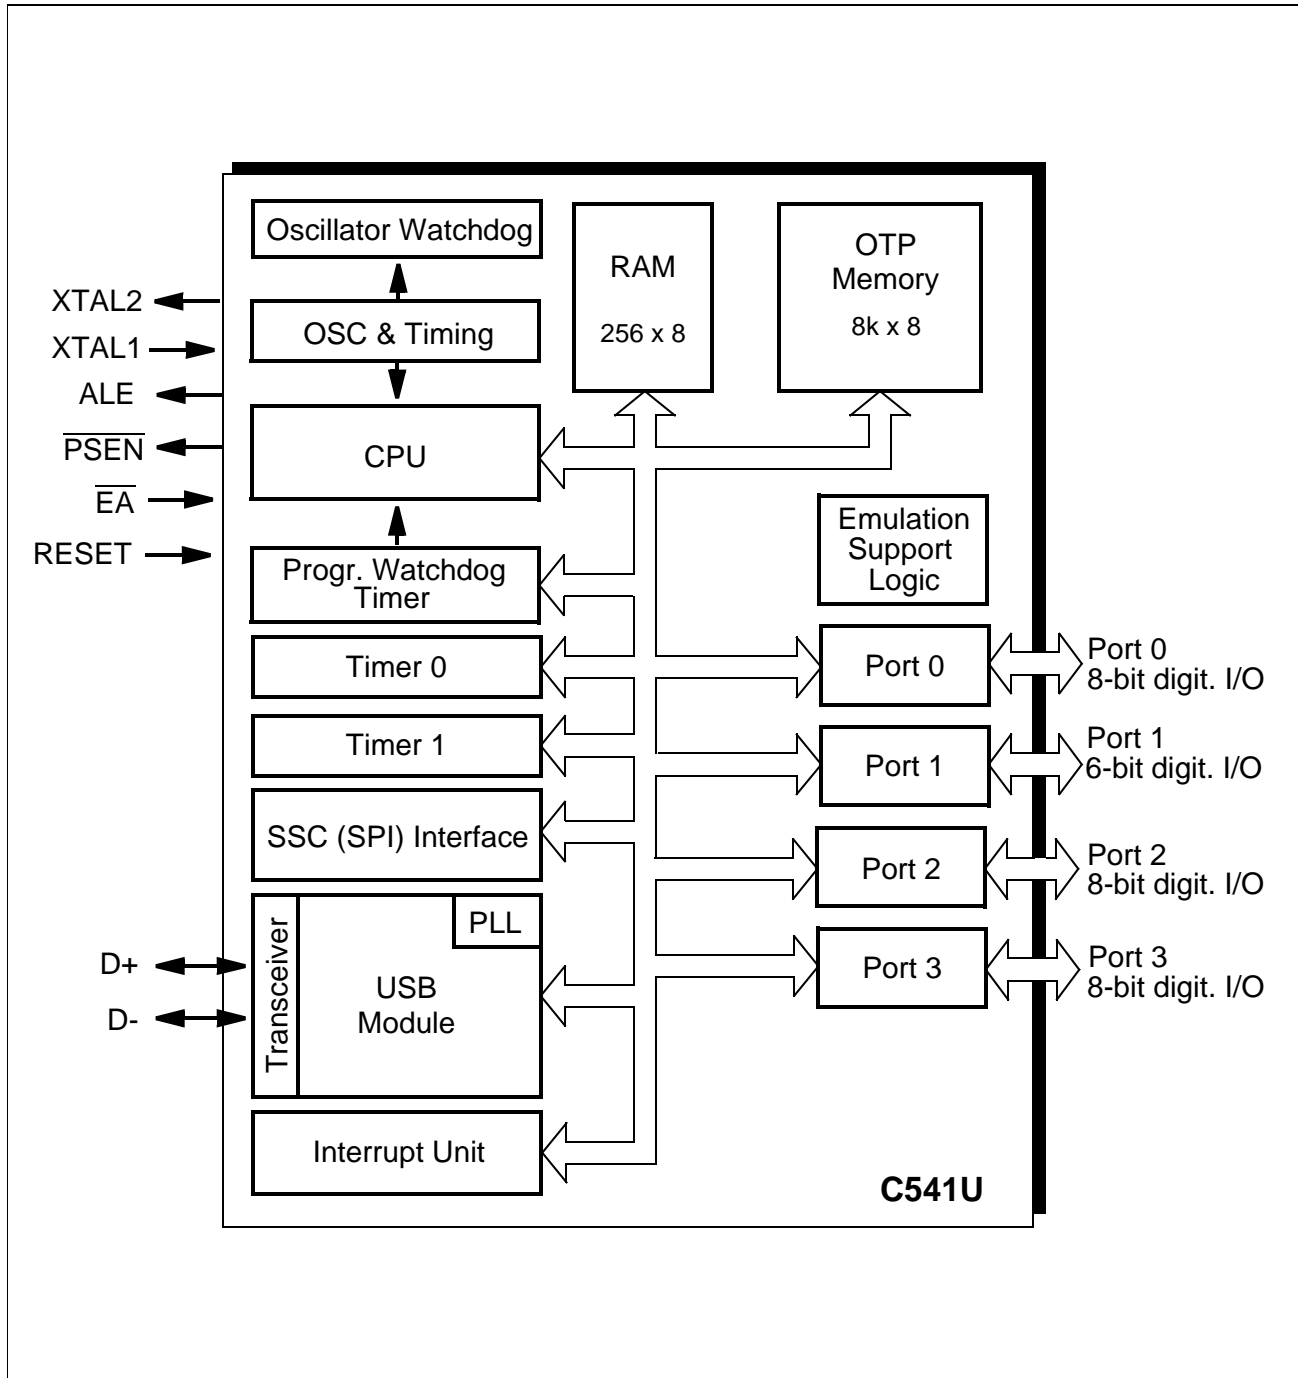 Oscillator Watchdog
OSC & Timing
CPU
Progr. Watchdog
Timer
Timer 0
Timer 1
SSC (SPI) Interface
Transceiver
PLL
USB
Module
Interrupt Unit
RAM
256 x 8
OTP
Memory
8k x 8
Emulation
Support
Logic
Port 0
Port 1
Port 2
Port 3
C541U
XTAL2
XTAL1
ALE
PSEN
EA
RESET
D+
D-
Port 0
8-bit digit. I/O
Port 1
6-bit digit. I/O
Port 2
8-bit digit. I/O
Port 3
8-bit digit. I/O